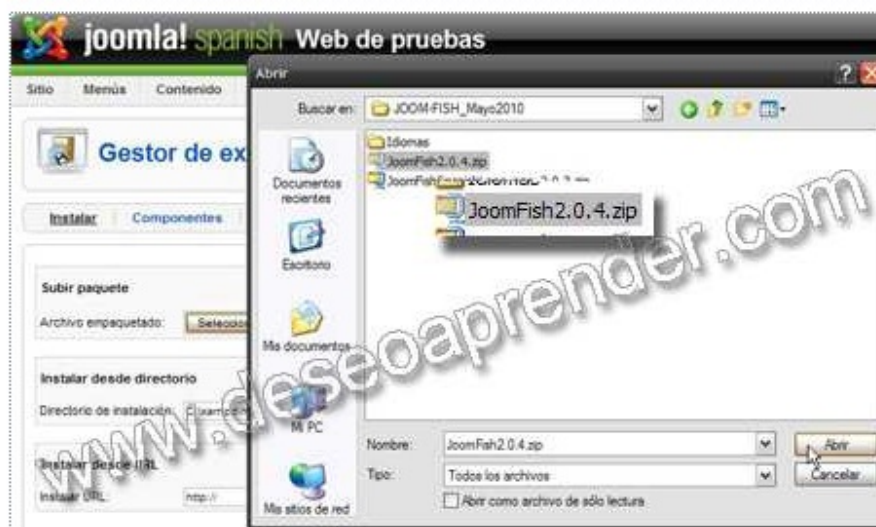 joomla! spanish Web de pruebas
Sitio Menús Contenido
Gestor de ex
Instalar Componentes
Subir paquete
Archivo empaquetado: Seleccio
Instalar desde directorio
Directorio de instalación:
Instalar desde URL
Instalar URL: http://
Abrir
Buscar en: JOOM-FISH_Mayo2010
Idiomas
JoomFish2.0.4.zip
JoomFish2.0.4.zip
Documentos recientes
Escritorio
Mis documentos
Mi PC
Mis sitios de red
Nombre: JoomFish2.0.4.zip Abrir
Tipo: Todos los archivos Cancelar
Abrir como archivo de sólo lectura
www.deseoaprender.com